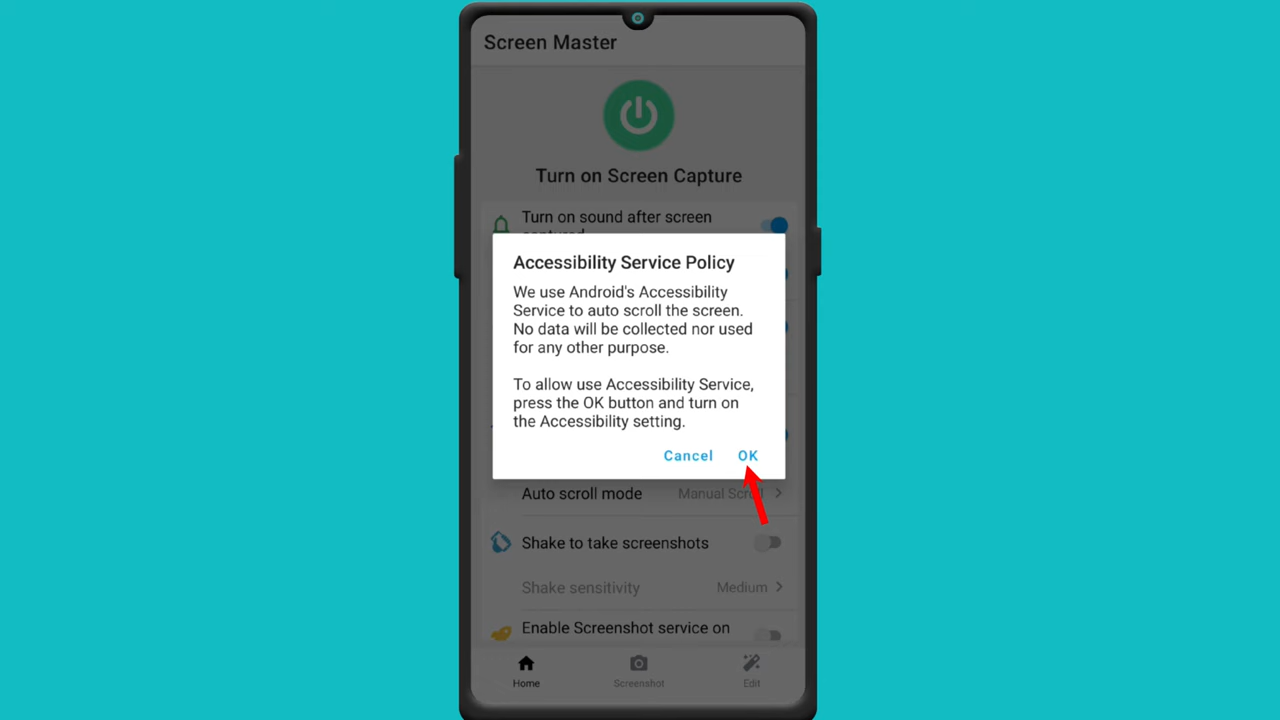 Screen Master
Turn on Screen Capture
Turn on sound after screen
captured
Accessibility Service Policy
We use Android's Accessibility
Service to auto scroll the screen.
No data will be collected nor used
for any other purpose.
To allow use Accessibility Service,
press the OK button and turn on
the Accessibility setting.
Cancel OK
Auto scroll mode Manual Scroll
Shake to take screenshots
Shake sensitivity Medium
Enable Screenshot service on
Home Screenshot Edit